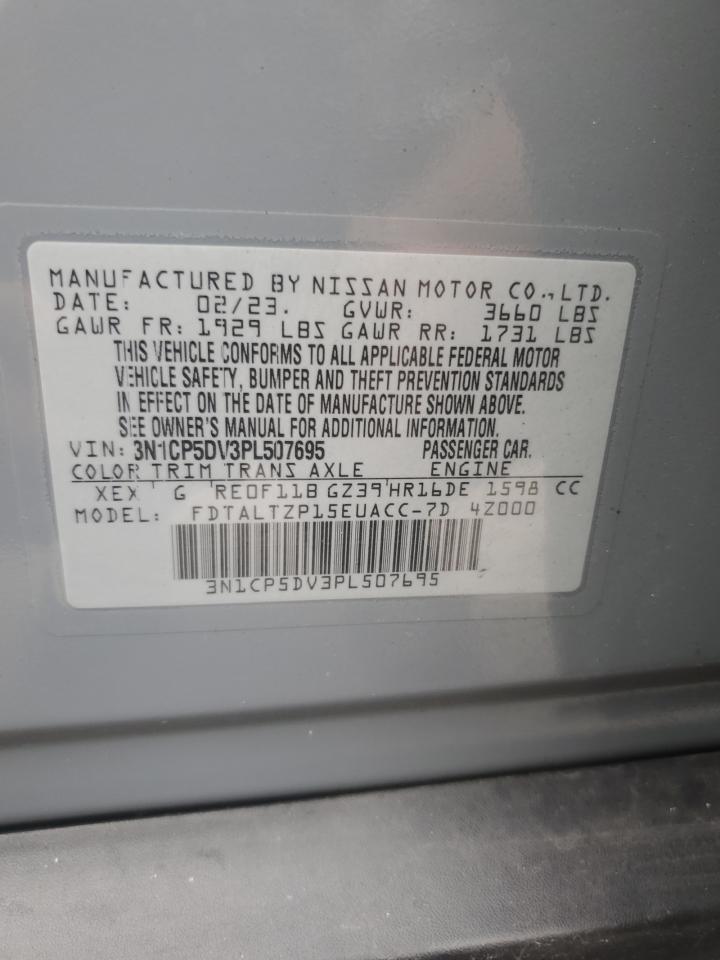 MANUFACTURED BY NISSAN MOTOR CO.,LTD.
DATE: 02/23. GVWR: 3660 LBS
GAWR FR: 1929 LBS GAWR RR: 1731 LBS
THIS VEHICLE CONFORMS TO ALL APPLICABLE FEDERAL MOTOR
VEHICLE SAFETY, BUMPER AND THEFT PREVENTION STANDARDS
IN EFFECT ON THE DATE OF MANUFACTURE SHOWN ABOVE.
SEE OWNER'S MANUAL FOR ADDITIONAL INFORMATION.
VIN: 3N1CP5DV3PL507695 PASSENGER CAR.
COLOR TRIM TRANS AXLE ENGINE
XEX G RE0F11B GZ39 HR16DE 1598 CC
MODEL: FDTALTZP15EUACC-7D 4Z000
3N1CP5DV3PL507695